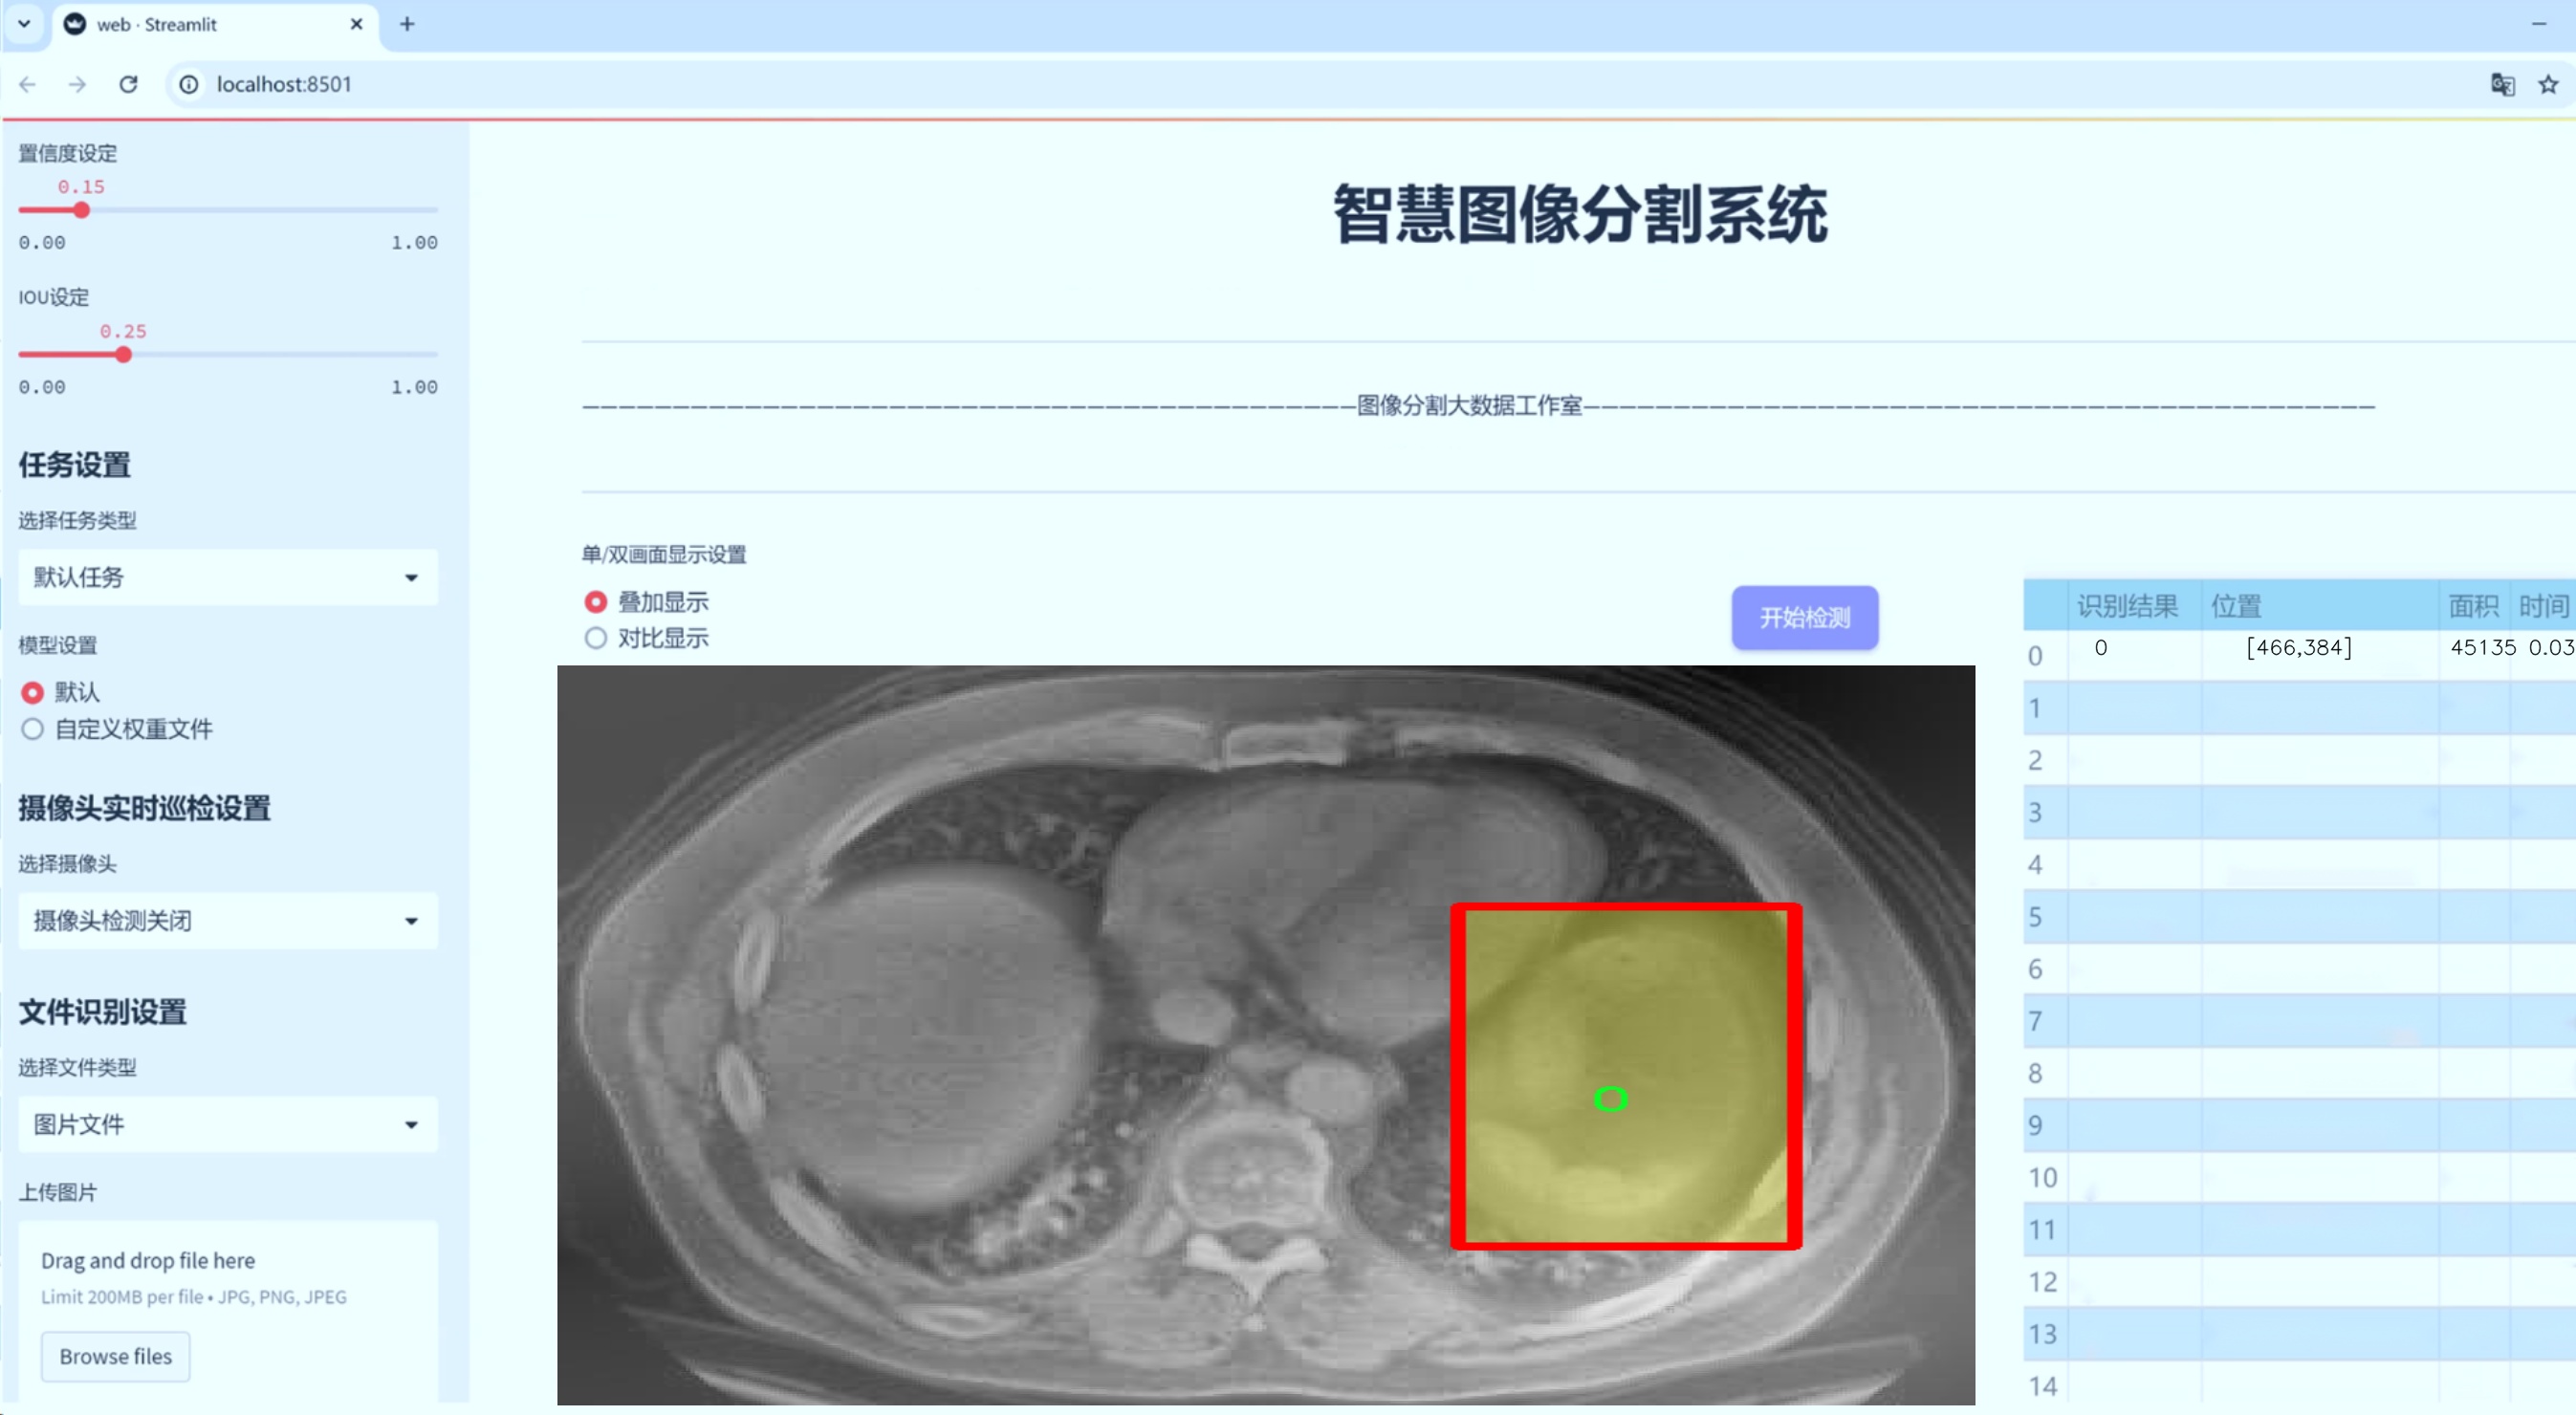 web · Streamlit
localhost:8501
置信度设定
0.15
0.00 1.00
IOU设定
0.25
0.00 1.00
任务设置
选择任务类型
默认任务
模型设置
默认
自定义权重文件
摄像头实时巡检设置
选择摄像头
摄像头检测关闭
文件识别设置
选择文件类型
图片文件
上传图片
Drag and drop file here
Limit 200MB per file • JPG, PNG, JPEG
Browse files
智慧图像分割系统
———————————————————————————————————————————图像分割大数据工作室————————————————————————————————————————————
单/双画面显示设置
叠加显示
对比显示
开始检测
0
识别结果 位置 面积 时间
0 0 [466,384] 45135 0.03
1
2
3
4
5
6
7
8
9
10
11
12
13
14